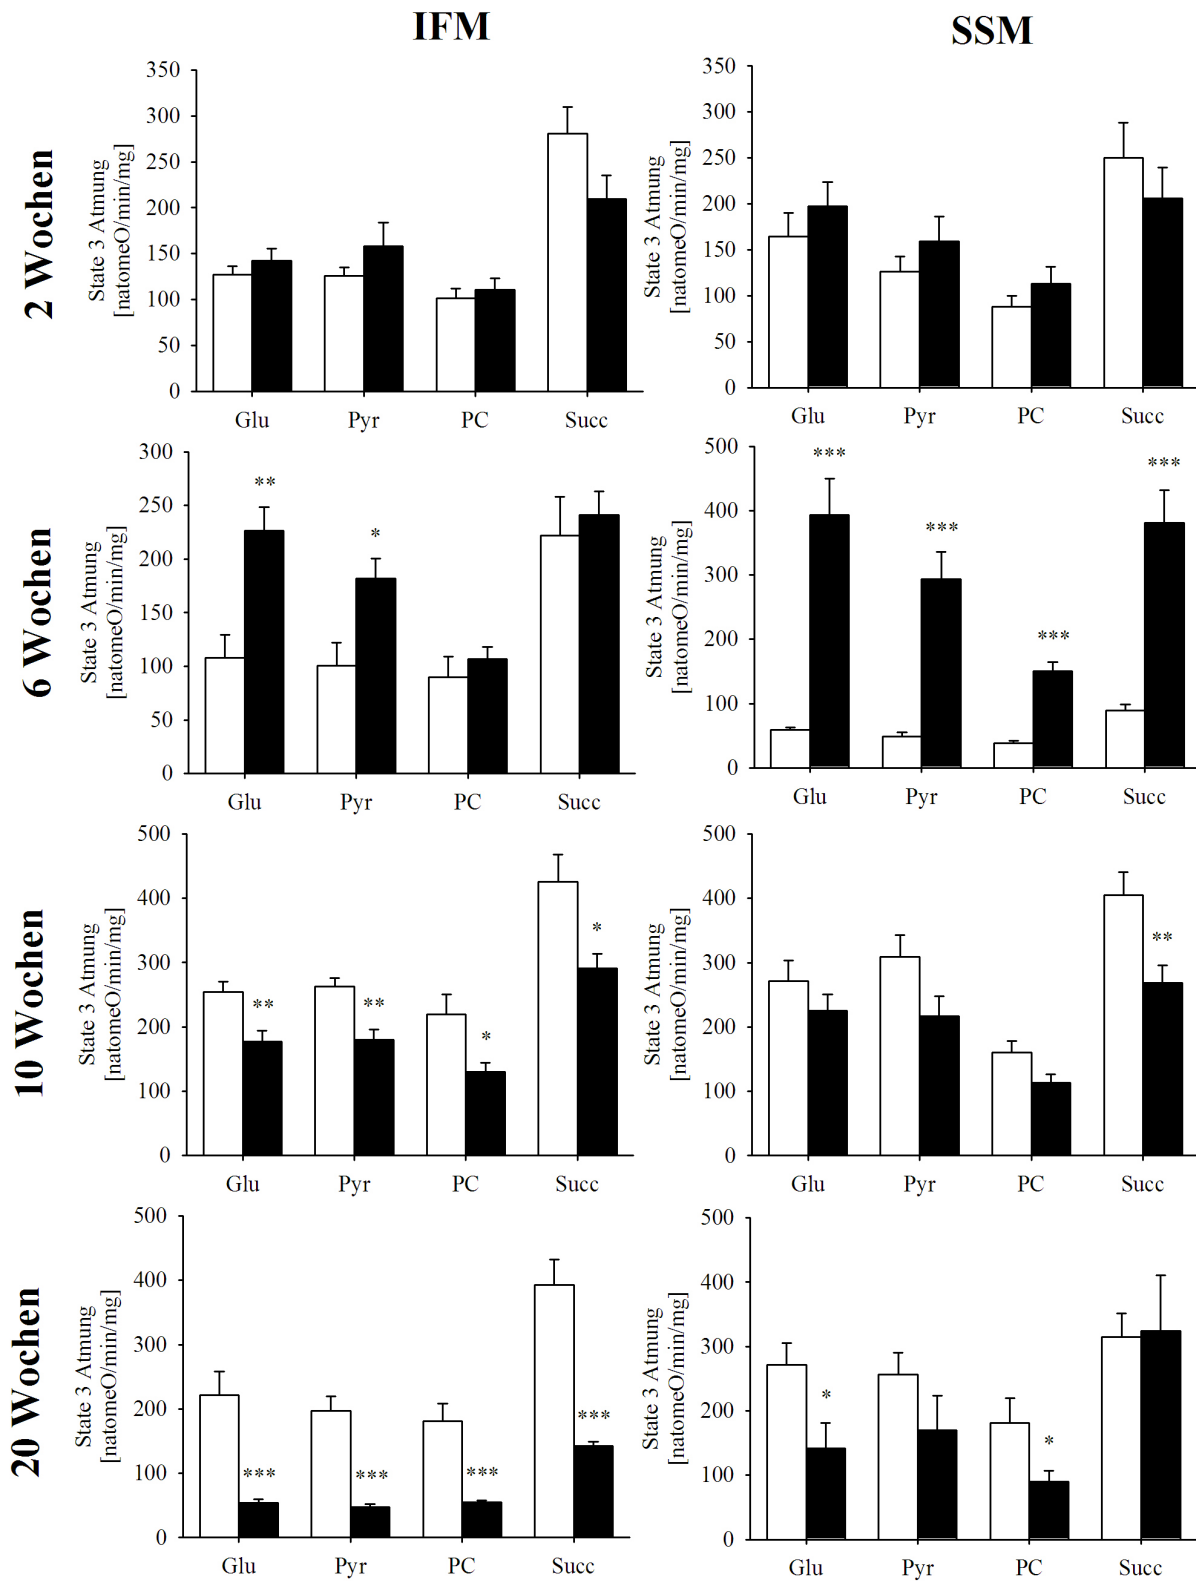 IFM
SSM
2 Wochen
State 3 Atmung
[natomeO/min/mg]
350
300
250
200
150
100
50
0
Glu Pyr PC Succ
State 3 Atmung
[natomeO/min/mg]
350
300
250
200
150
100
50
0
Glu Pyr PC Succ
6 Wochen
State 3 Atmung
[natomeO/min/mg]
300
250
200
150
100
50
0
** *
Glu Pyr PC Succ
State 3 Atmung
[natomeO/min/mg]
500
400
300
200
100
0
*** *** *** ***
Glu Pyr PC Succ
10 Wochen
State 3 Atmung
[natomeO/min/mg]
500
400
300
200
100
0
** ** * *
Glu Pyr PC Succ
State 3 Atmung
[natomeO/min/mg]
500
400
300
200
100
0
**
Glu Pyr PC Succ
20 Wochen
State 3 Atmung
[natomeO/min/mg]
500
400
300
200
100
0
*** *** *** ***
Glu Pyr PC Succ
State 3 Atmung
[natomeO/min/mg]
500
400
300
200
100
0
* *
Glu Pyr PC Succ